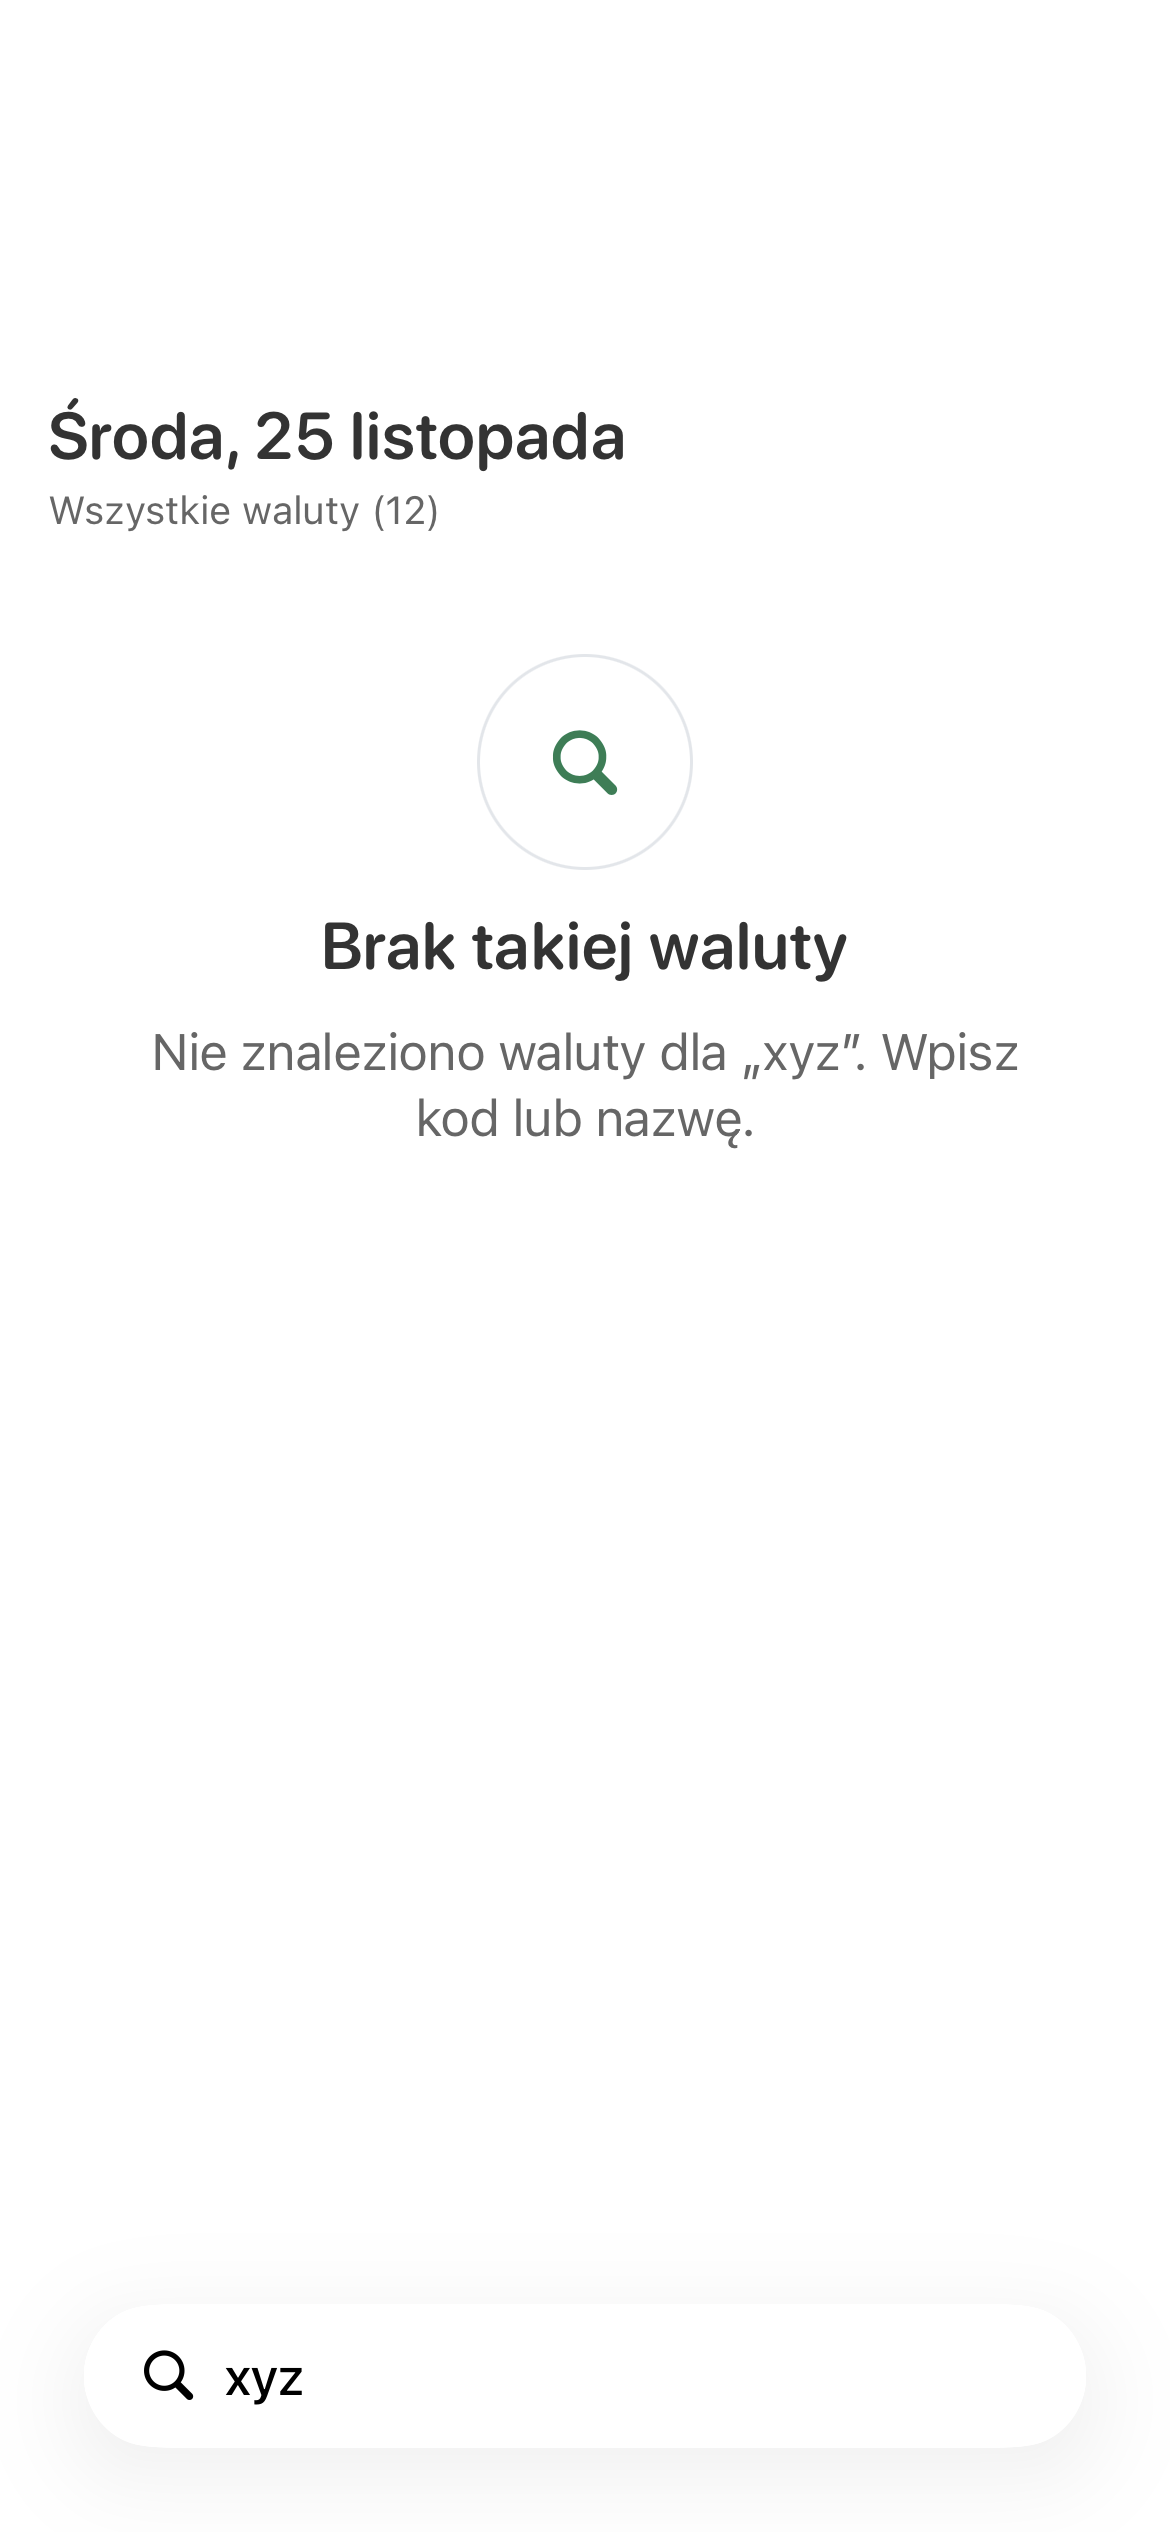 Środa, 25 listopada
Wszystkie waluty (12)
Brak takiej waluty
Nie znaleziono waluty dla „xyz”. Wpisz
kod lub nazwę.
xyz